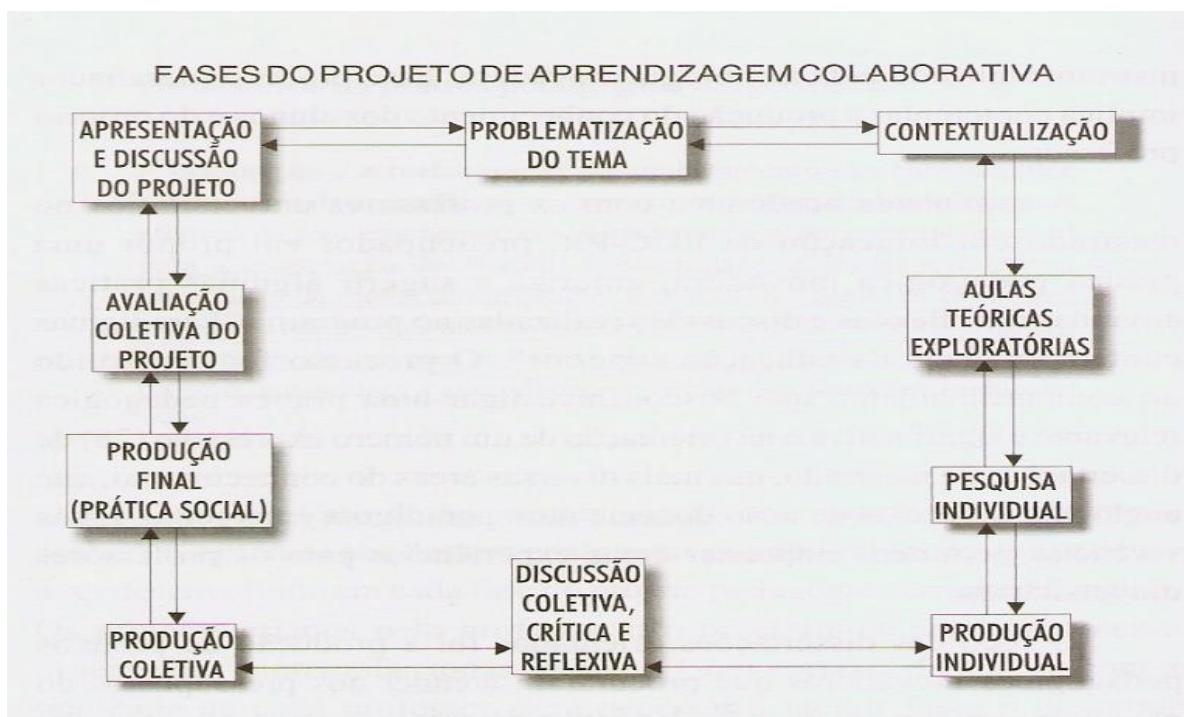 FASES DO PROJETO DE APRENDIZAGEM COLABORATIVA
APRESENTAÇÃO
E DISCUSSÃO
DO PROJETO
PROBLEMATIZAÇÃO
DO TEMA
CONTEXTUALIZAÇÃO
AVALIAÇÃO
COLETIVA DO
PROJETO
AULAS
TEÓRICAS
EXPLORATÓRIAS
PRODUÇÃO
FINAL
(PRÁTICA SOCIAL)
PESQUISA
INDIVIDUAL
PRODUÇÃO
COLETIVA
DISCUSSÃO
COLETIVA,
CRÍTICA E
REFLEXIVA
PRODUÇÃO
INDIVIDUAL